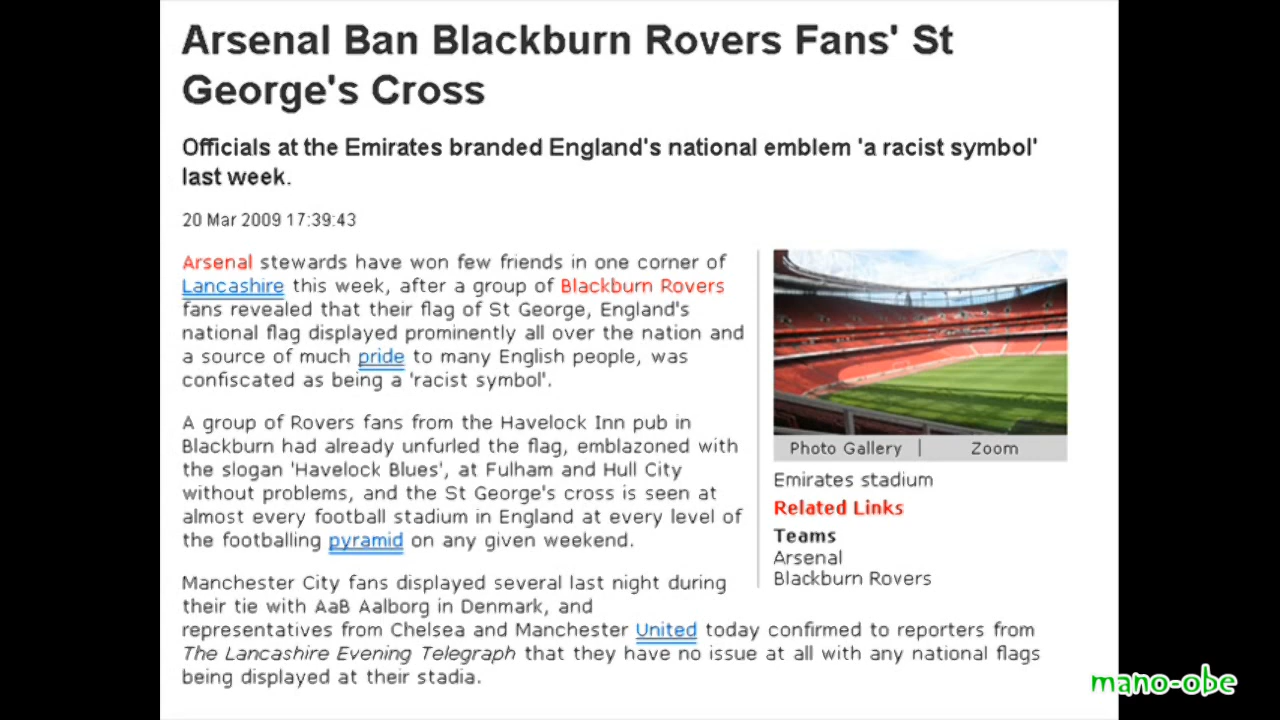 Arsenal Ban Blackburn Rovers Fans' St
George's Cross
Officials at the Emirates branded England's national emblem 'a racist symbol'
last week.
20 Mar 2009 17:39:43
Arsenal stewards have won few friends in one corner of
Lancashire this week, after a group of Blackburn Rovers
fans revealed that their flag of St George, England's
national flag displayed prominently all over the nation and
a source of much pride to many English people, was
confiscated as being a 'racist symbol'.
A group of Rovers fans from the Havelock Inn pub in
Blackburn had already unfurled the flag, emblazoned with
the slogan 'Havelock Blues', at Fulham and Hull City
without problems, and the St George's cross is seen at
almost every football stadium in England at every level of
the footballing pyramid on any given weekend.
Manchester City fans displayed several last night during
their tie with AaB Aalborg in Denmark, and
representatives from Chelsea and Manchester United today confirmed to reporters from
The Lancashire Evening Telegraph that they have no issue at all with any national flags
being displayed at their stadia.
Photo Gallery | Zoom
Emirates stadium
Related Links
Teams
Arsenal
Blackburn Rovers
mano-obe